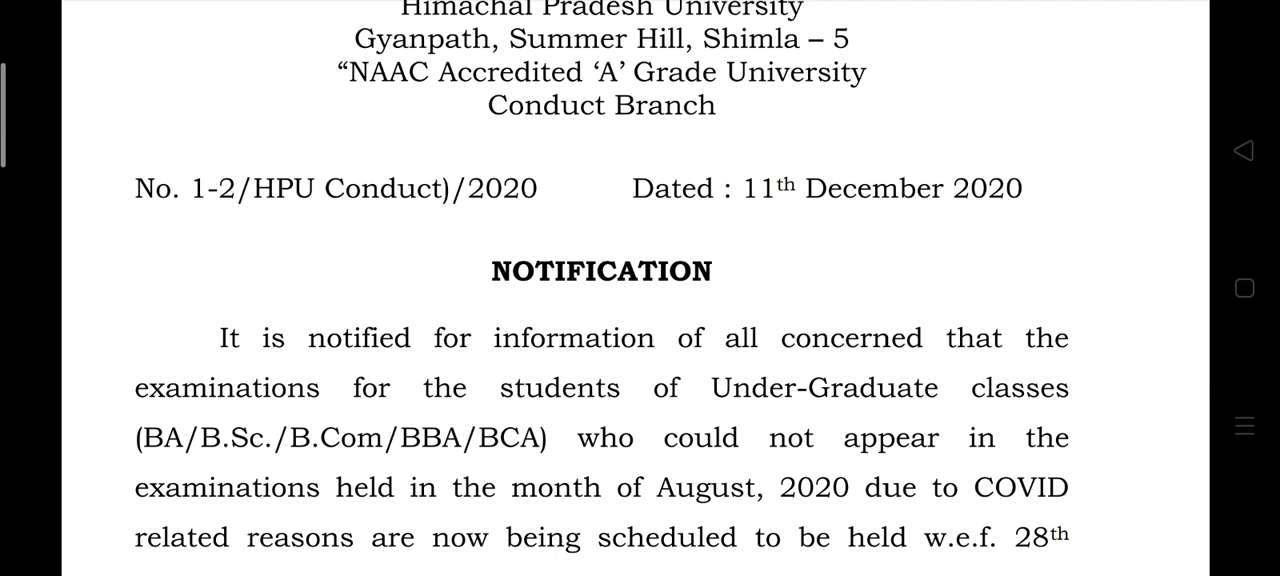 Himachal Pradesh University
Gyanpath, Summer Hill, Shimla – 5
“NAAC Accredited ‘A’ Grade University
Conduct Branch
No. 1-2/HPU Conduct)/2020 Dated : 11th December 2020
NOTIFICATION
It is notified for information of all concerned that the
examinations for the students of Under-Graduate classes
(BA/B.Sc./B.Com/BBA/BCA) who could not appear in the
examinations held in the month of August, 2020 due to COVID
related reasons are now being scheduled to be held w.e.f. 28th